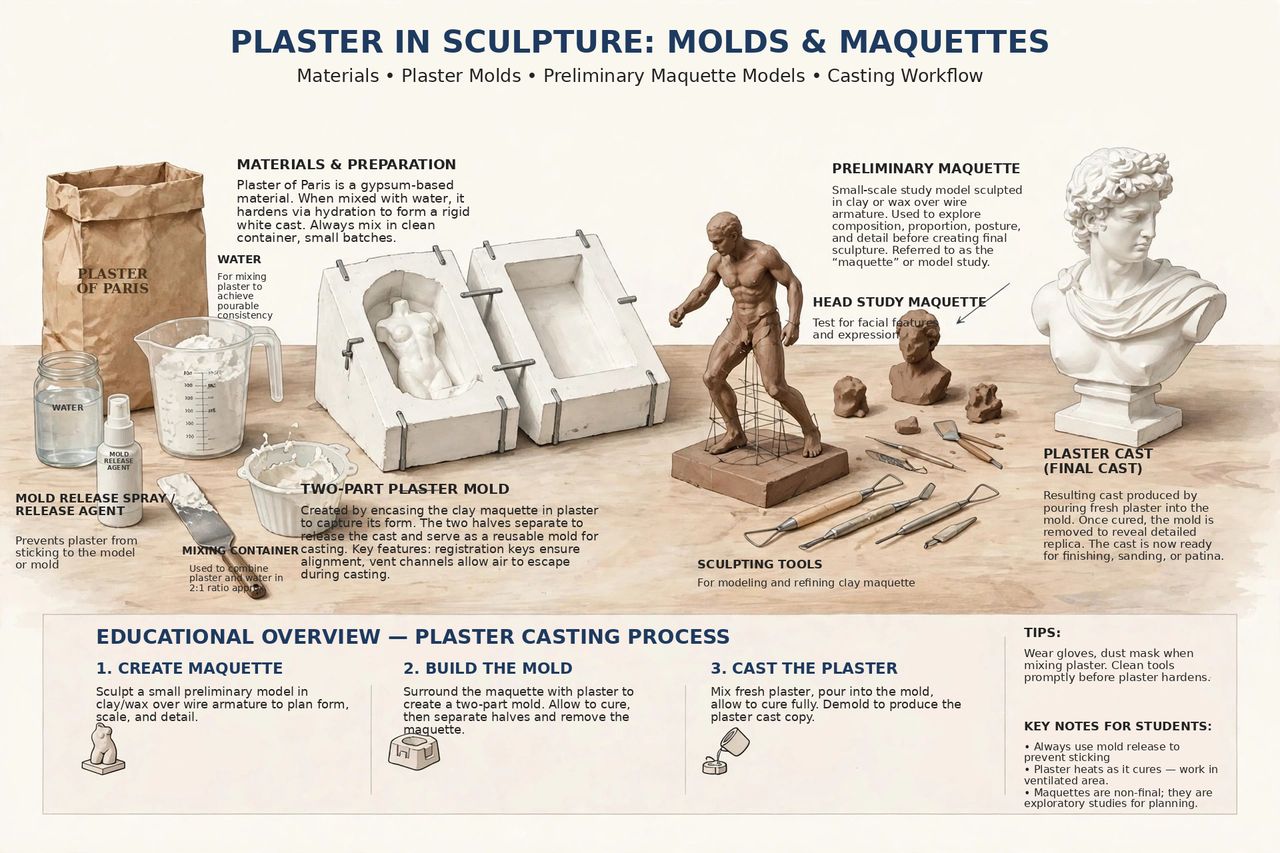 PLASTER IN SCULPTURE: MOLDS & MAQUETTES
Materials • Plaster Molds • Preliminary Maquette Models • Casting Workflow
MATERIALS & PREPARATION
Plaster of Paris is a gypsum-based
material. When mixed with water, it
hardens via hydration to form a rigid
white cast. Always mix in clean
container, small batches.
PLASTER
OF PARIS
WATER
For mixing
plaster to
achieve
pourable
consistency
WATER
MOLD
RELEASE
AGENT
MOLD RELEASE SPRAY /
RELEASE AGENT
Prevents plaster from
sticking to the model
or mold
MIXING CONTAINER
Used to combine
plaster and water in
2:1 ratio approx.
TWO-PART PLASTER MOLD
Created by encasing the clay maquette in plaster
to capture its form. The two halves separate to
release the cast and serve as a reusable mold for
casting. Key features: registration keys ensure
alignment, vent channels allow air to escape
during casting.
PRELIMINARY MAQUETTE
Small-scale study model sculpted
in clay or wax over wire
armature. Used to explore
composition, proportion, posture,
and detail before creating final
sculpture. Referred to as the
“maquette” or model study.
HEAD STUDY MAQUETTE
Test for facial features
and expression
SCULPTING TOOLS
For modeling and refining clay maquette
PLASTER CAST
(FINAL CAST)
Resulting cast produced by
pouring fresh plaster into the
mold. Once cured, the mold is
removed to reveal detailed
replica. The cast is now ready
for finishing, sanding, or patina.
EDUCATIONAL OVERVIEW — PLASTER CASTING PROCESS
1. CREATE MAQUETTE
Sculpt a small preliminary model in
clay/wax over wire armature to plan form,
scale, and detail.
2. BUILD THE MOLD
Surround the maquette with plaster to
create a two-part mold. Allow to cure,
then separate halves and remove the
maquette.
3. CAST THE PLASTER
Mix fresh plaster, pour into the mold,
allow to cure fully. Demold to produce the
plaster cast copy.
TIPS:
Wear gloves, dust mask when
mixing plaster. Clean tools
promptly before plaster hardens.
KEY NOTES FOR STUDENTS:
• Always use mold release to
prevent sticking
• Plaster heats as it cures — work in
ventilated area.
• Maquettes are non-final; they are
exploratory studies for planning.